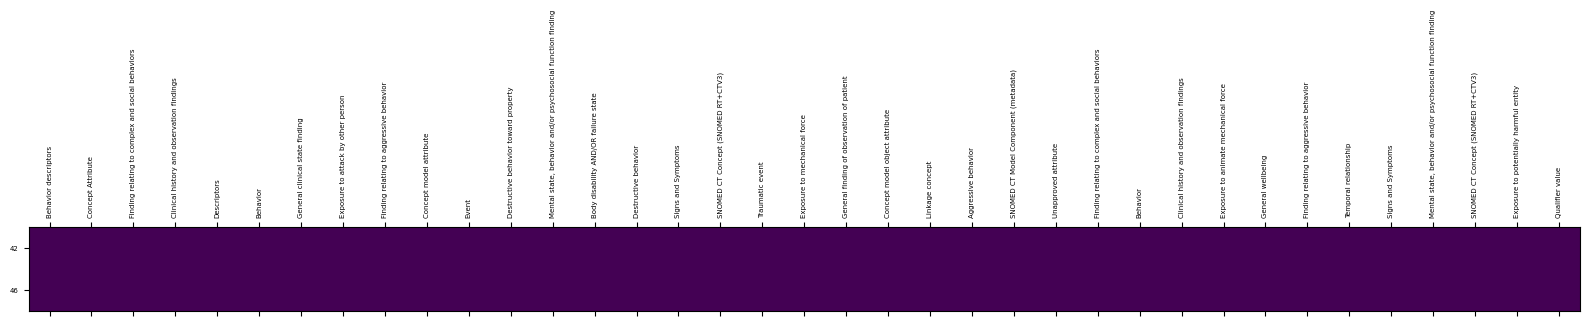 Behavior descriptors
Concept Attribute
Finding relating to complex and social behaviors
Clinical history and observation findings
Descriptors
Behavior
General clinical state finding
Exposure to attack by other person
Finding relating to aggressive behavior
Concept model attribute
Event
Destructive behavior toward property
Mental state, behavior and/or psychosocial function finding
Body disability AND/OR failure state
Destructive behavior
Signs and Symptoms
SNOMED CT Concept (SNOMED RT+CTV3)
Traumatic event
Exposure to mechanical force
General finding of observation of patient
Concept model object attribute
Linkage concept
Aggressive behavior
SNOMED CT Model Component (metadata)
Unapproved attribute
Finding relating to complex and social behaviors
Behavior
Clinical history and observation findings
Exposure to animate mechanical force
General wellbeing
Finding relating to aggressive behavior
Temporal relationship
Signs and Symptoms
Mental state, behavior and/or psychosocial function finding
SNOMED CT Concept (SNOMED RT+CTV3)
Exposure to potentially harmful entity
Qualifier value
42
46